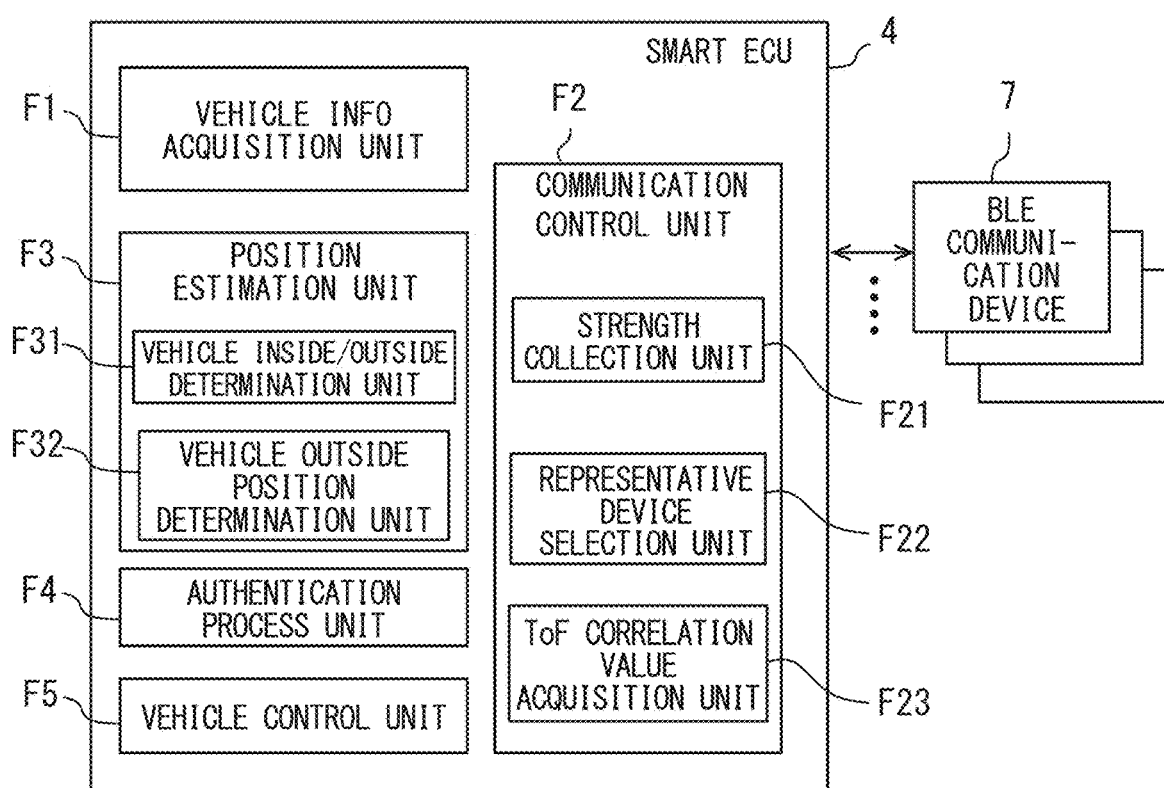 SMART ECU
4
F1
VEHICLE INFO
ACQUISITION UNIT
F3
POSITION
ESTIMATION UNIT
F31
VEHICLE INSIDE/OUTSIDE
DETERMINATION UNIT
F32
VEHICLE OUTSIDE
POSITION
DETERMINATION UNIT
F4
AUTHENTICATION
PROCESS UNIT
F5
VEHICLE CONTROL UNIT
F2
COMMUNICATION
CONTROL UNIT
STRENGTH
COLLECTION UNIT
F21
REPRESENTATIVE
DEVICE
SELECTION UNIT
F22
ToF CORRELATION
VALUE
ACQUISITION UNIT
F23
7
BLE
COMMUNI-
CATION
DEVICE